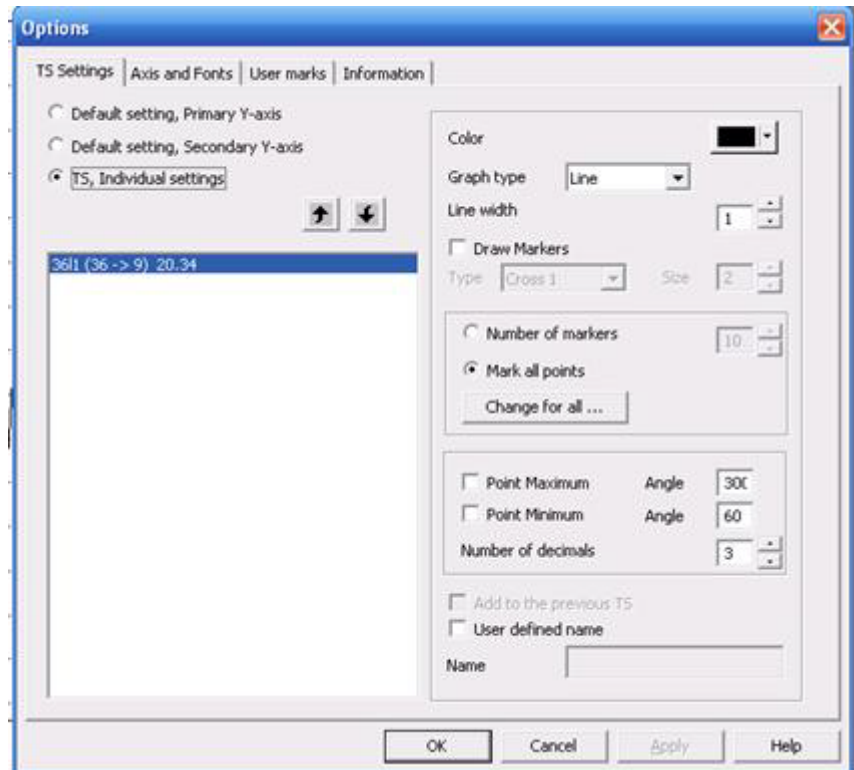 Options
TS Settings Axis and Fonts User marks Information
Default setting, Primary Y-axis
Default setting, Secondary Y-axis
TS, Individual settings
36l1 (36 -> 9) 20.34
Color
Graph type Line
Line width 1
Draw Markers
Type Cross 1 Size 2
Number of markers 10
Mark all points
Change for all ...
Point Maximum Angle 300
Point Minimum Angle 60
Number of decimals 3
Add to the previous TS
User defined name
Name
OK Cancel Apply Help